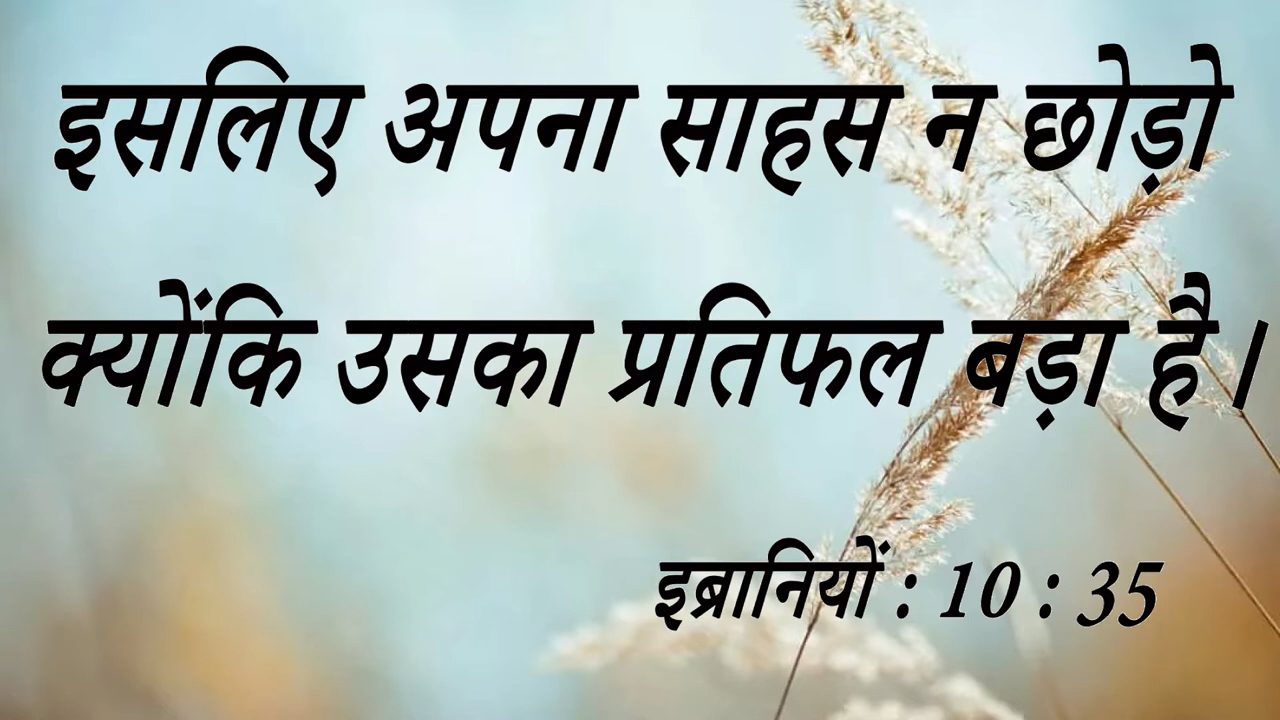 इसलिए अपना साहस न छोड़ो
क्योंकि उसका प्रतिफल बड़ा है।
इब्रानियों : 10 : 35